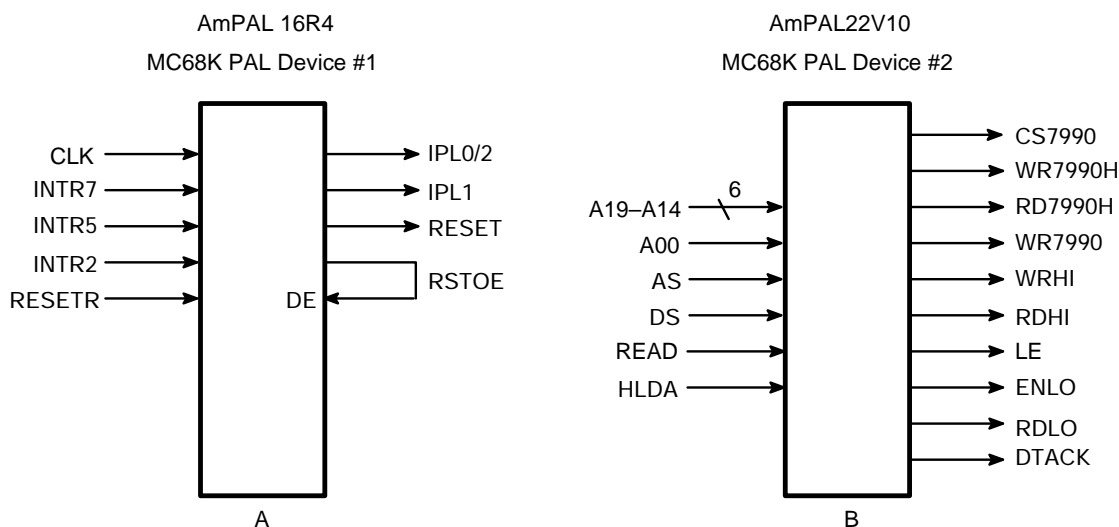 AmPAL 16R4
MC68K PAL Device #1
CLK
INTR7
INTR5
INTR2
RESETR
IPL0/2
IPL1
RESET
RSTOE
DE
A
AmPAL22V10
MC68K PAL Device #2
6
A19–A14
A00
AS
DS
READ
HLDA
CS7990
WR7990H
RD7990H
WR7990
WRHI
RDHI
LE
ENLO
RDLO
DTACK
B